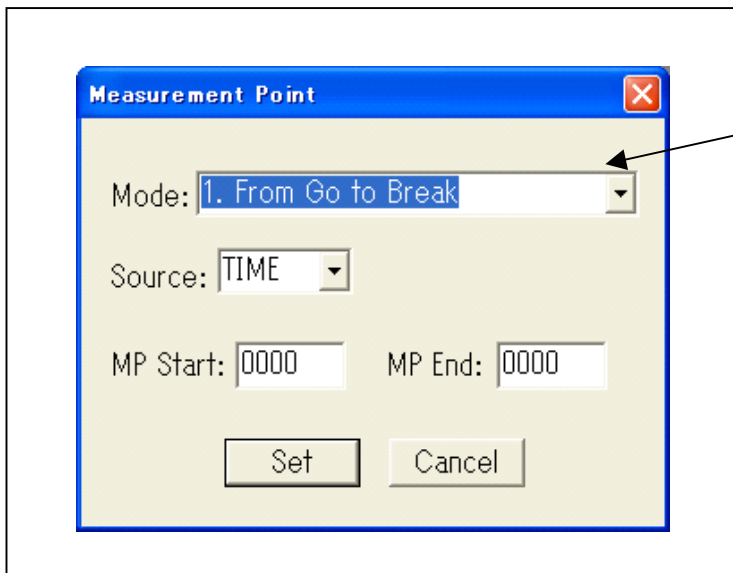 Measurement Point
Mode: 1. From Go to Break
Source: TIME
MP Start: 0000 MP End: 0000
Set Cancel